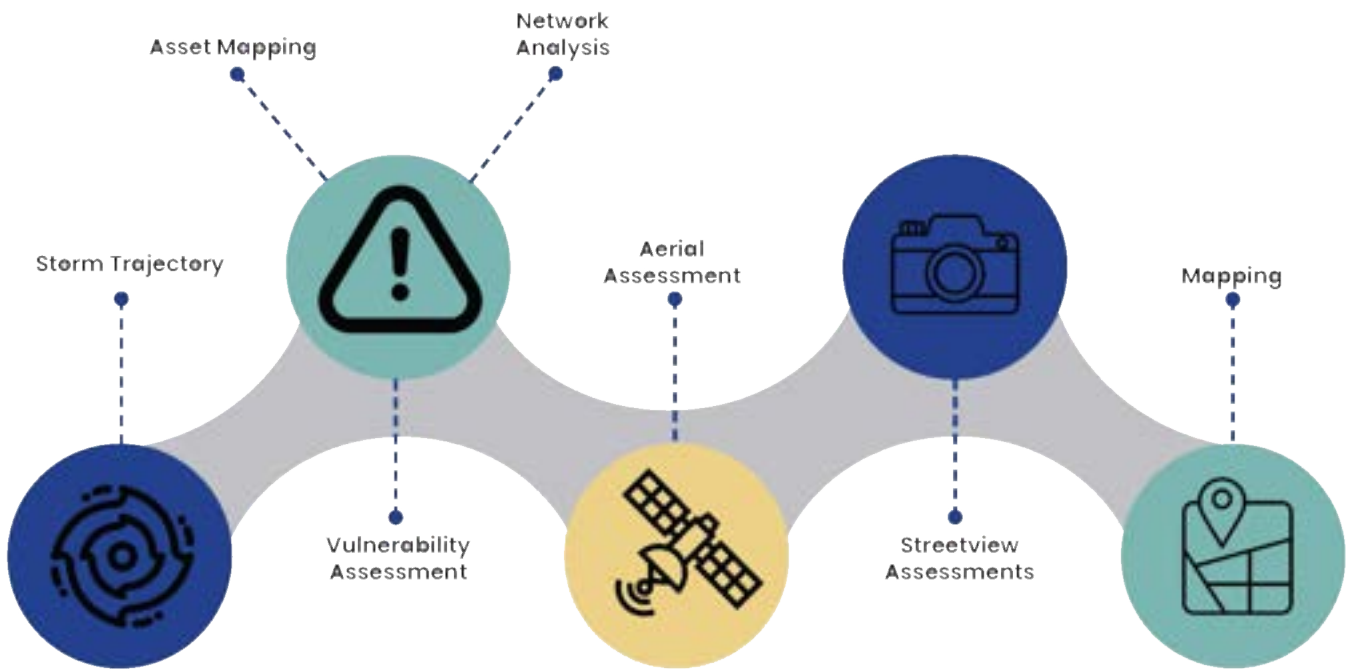 Asset Mapping
Network
Analysis
Storm Trajectory
Aerial
Assessment
Mapping
Vulnerability
Assessment
Streetview
Assessments